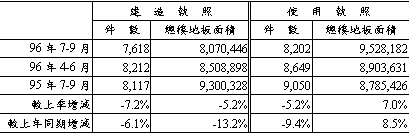 建 造 執 照 使 用 執 照
件 數 總樓地板面積 件 數 總樓地板面積
96 年 7-9 月 7,618 8,070,446 8,202 9,528,182
96 年 4-6 月 8,212 8,508,898 8,649 8,903,631
95 年 7-9 月 8,117 9,300,328 9,050 8,785,426
較上季增減 -7.2% -5.2% -5.2% 7.0%
較上年同期增減 -6.1% -13.2% -9.4% 8.5%